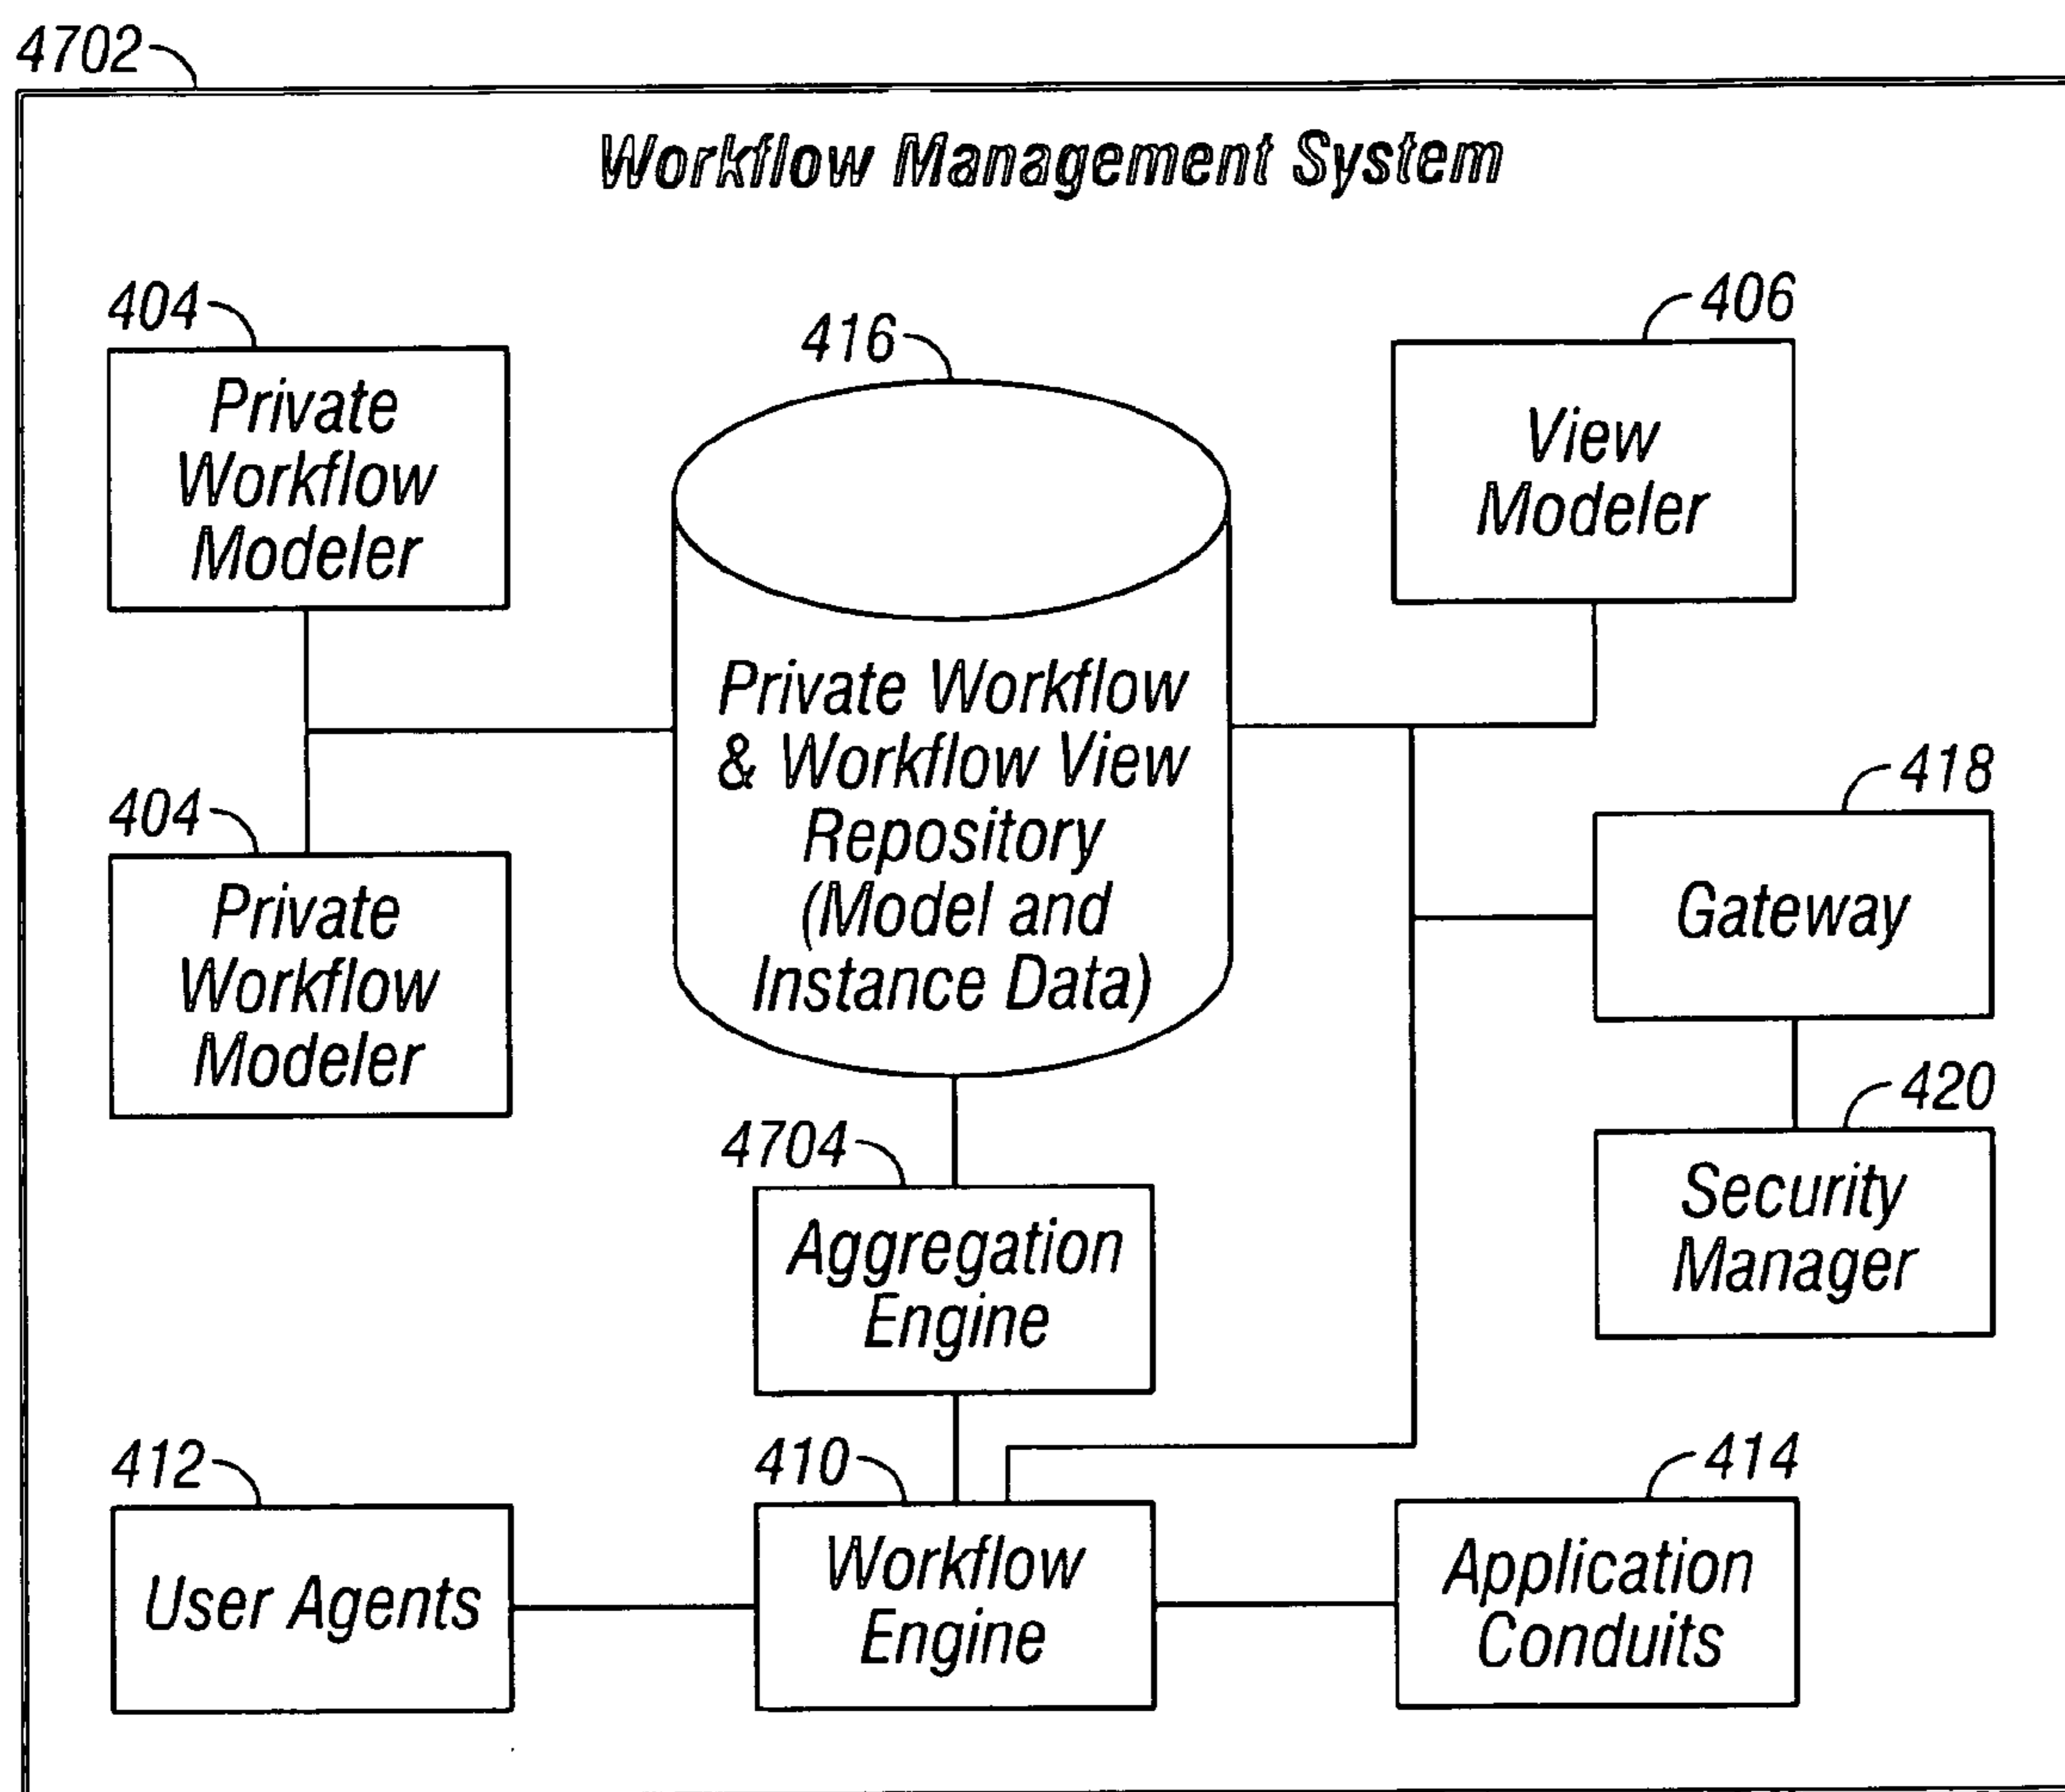 4702
Workflow Management System
404
Private
Workflow
Modeler
416
Private Workflow
& Workflow View
Repository
(Model and
Instance Data)
406
View
Modeler
404
Private
Workflow
Modeler
418
Gateway
420
Security
Manager
4704
Aggregation
Engine
412
User Agents
410
Workflow
Engine
414
Application
Conduits